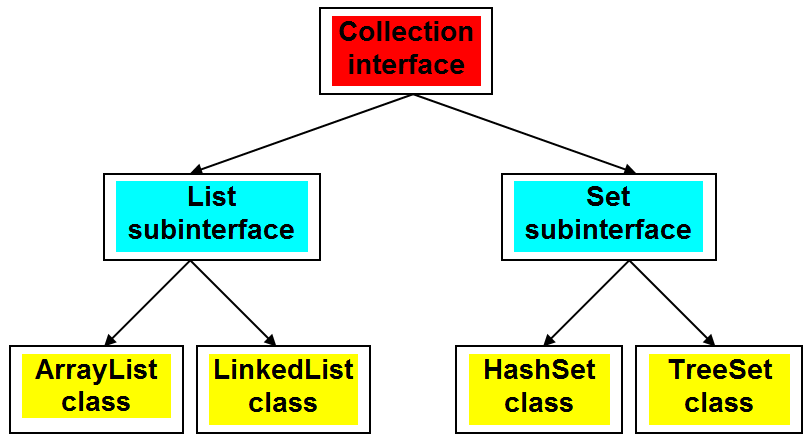 Collection
interface
List
subinterface
Set
subinterface
ArrayList
class
LinkedList
class
HashSet
class
TreeSet
class